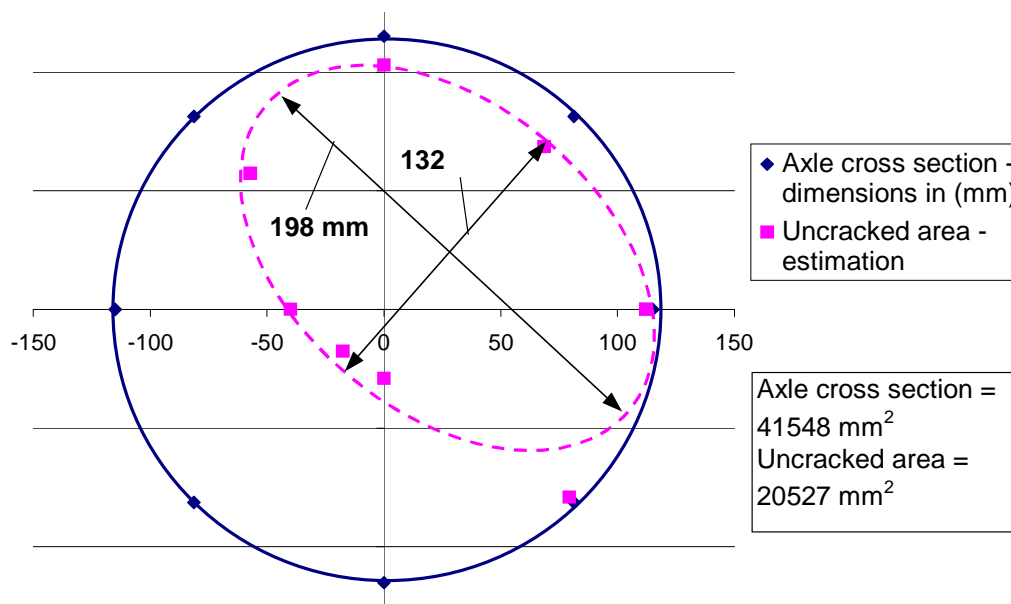 132
198 mm
-150
-100
-50
0
50
100
150
Axle cross section -
dimensions in (mm)
Uncracked area -
estimation
Axle cross section =
41548 mm²
Uncracked area =
20527 mm²